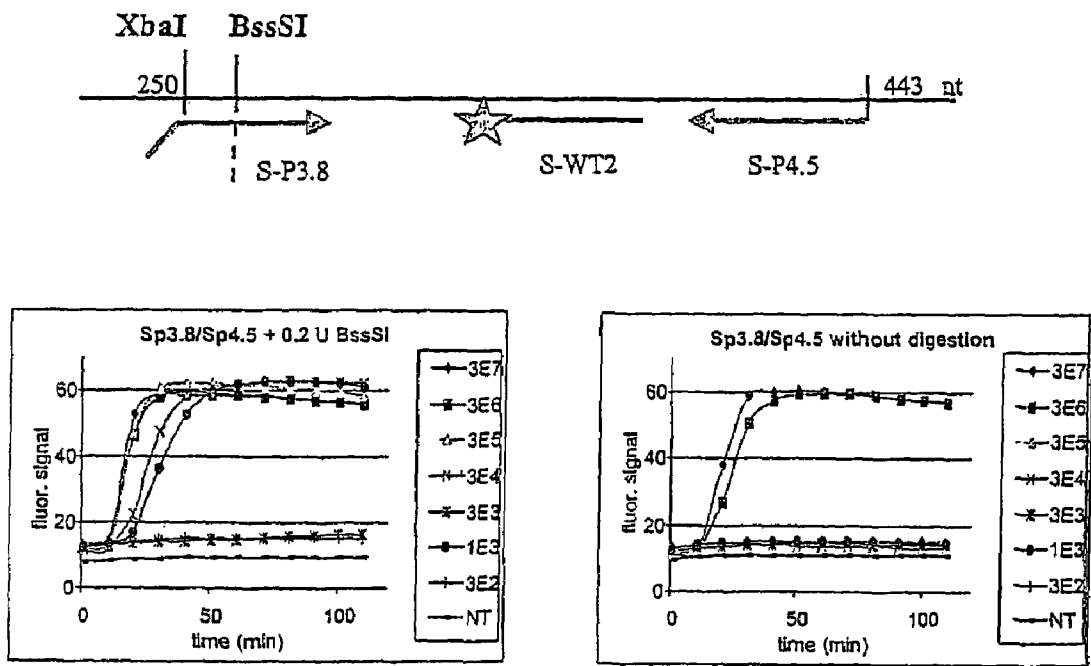 XbaI BssSI
250 443 nt
S-P3.8 S-WT2 S-P4.5
Sp3.8/Sp4.5 + 0.2 U BssSI
fluor. signal
60
40
20
0
0 50 100
time (min)
3E7
3E6
3E5
3E4
3E3
1E3
3E2
NT
Sp3.8/Sp4.5 without digestion
fluor. signal
60
40
20
0
0 50 100
time (min)
3E7
3E6
3E5
3E4
3E3
1E3
3E2
NT